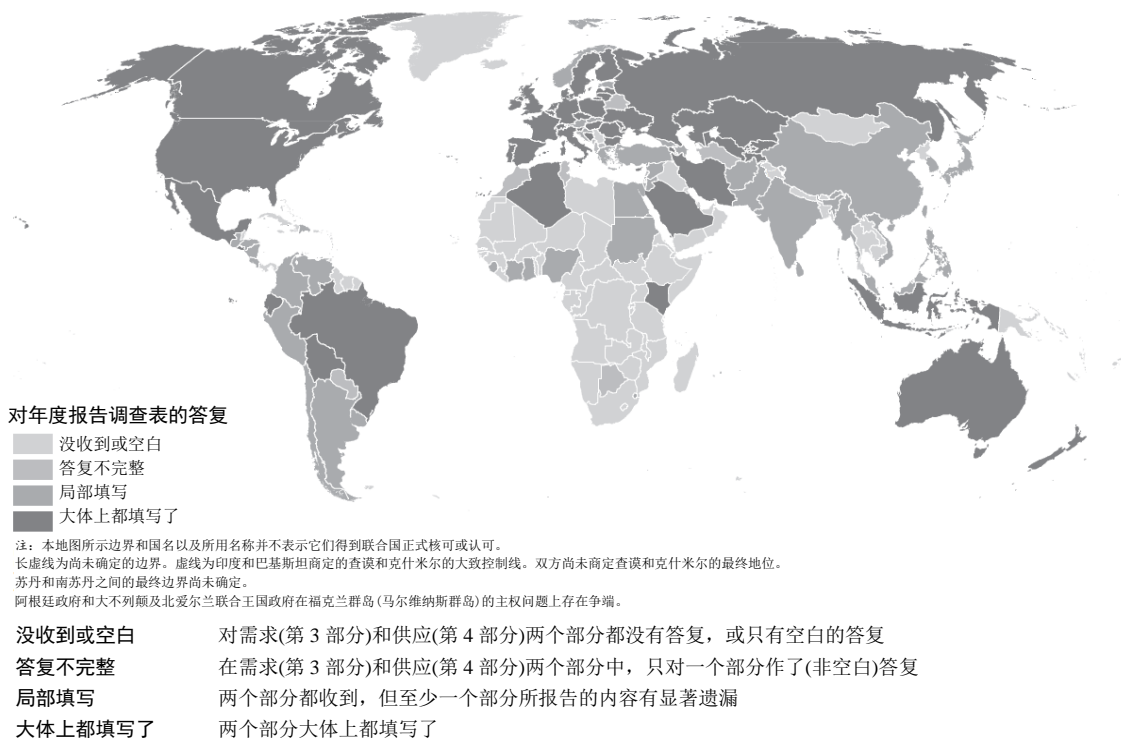 对年度报告调查表的答复
没收到或空白
答复不完整
局部填写
大体上都填写了
注：本地图所示边界和国名以及所用名称并不表示它们得到联合国正式核可或认可。
长虚线为尚未确定的边界。虚线为印度和巴基斯坦商定的查谟和克什米尔的大致控制线。双方尚未商定查谟和克什米尔的最终地位。
苏丹和南苏丹之间的最终边界尚未确定。
阿根廷政府和大不列颠及北爱尔兰联合王国政府在福克兰群岛(马尔维纳斯群岛)的主权问题上存在争端。
没收到或空白 对需求(第 3 部分)和供应(第 4 部分)两个部分都没有答复，或只有空白的答复
答复不完整 在需求(第 3 部分)和供应(第 4 部分)两个部分中，只对一个部分作了(非空白)答复
局部填写 两个部分都收到，但至少一个部分所报告的内容有显著遗漏
大体上都填写了 两个部分大体上都填写了